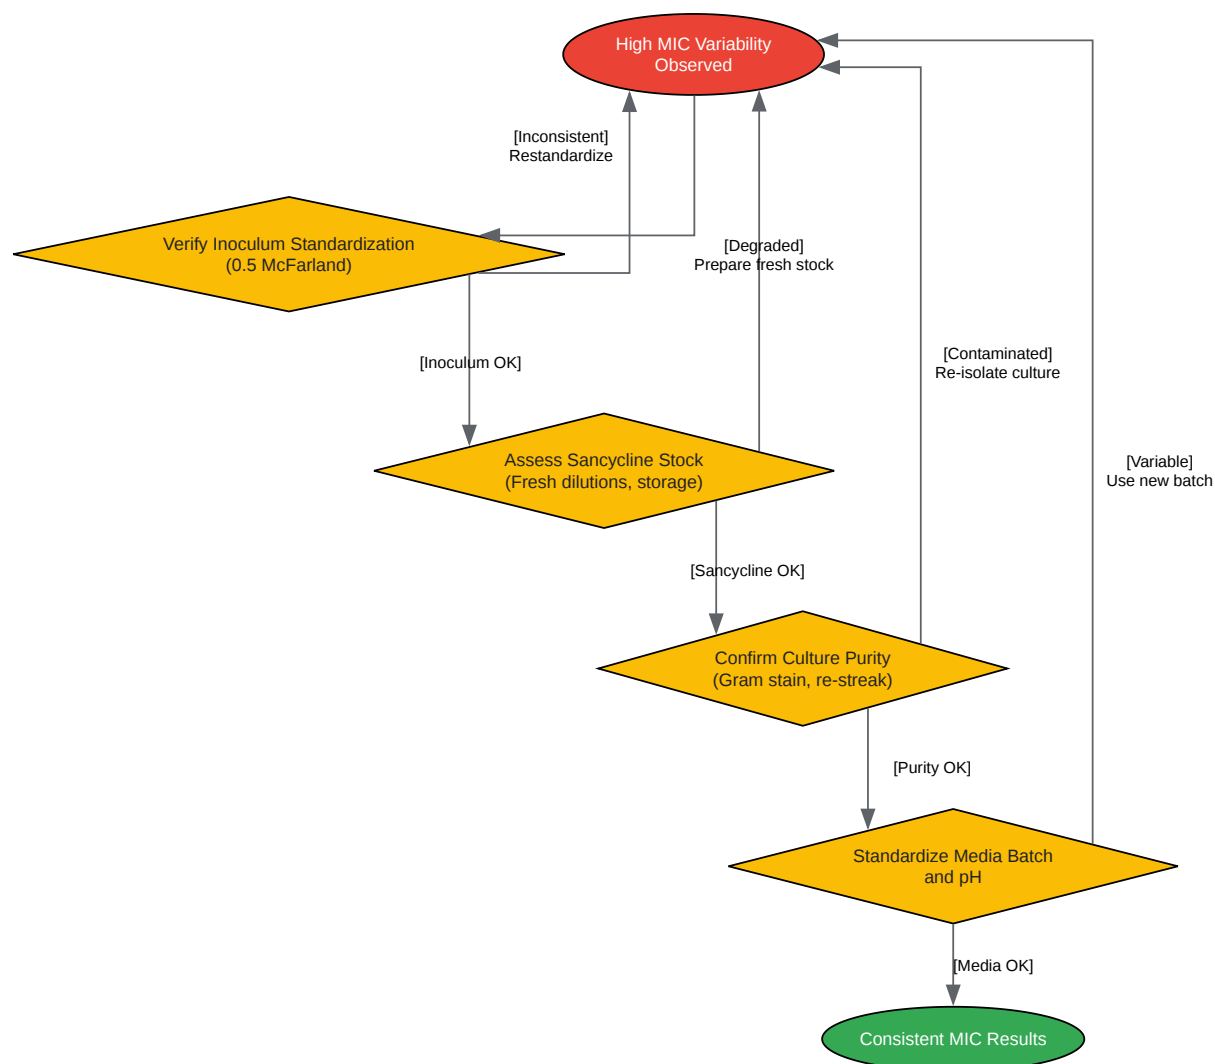 High MIC Variability
Observed
[Inconsistent]
Restandardize
Verify Inoculum Standardization
(0.5 McFarland)
[Degraded]
Prepare fresh stock
[Inoculum OK]
[Contaminated]
Re-isolate culture
Assess Sancycline Stock
(Fresh dilutions, storage)
[Variable]
Use new batch
[Sancycline OK]
Confirm Culture Purity
(Gram stain, re-streak)
[Purity OK]
Standardize Media Batch
and pH
[Media OK]
Consistent MIC Results